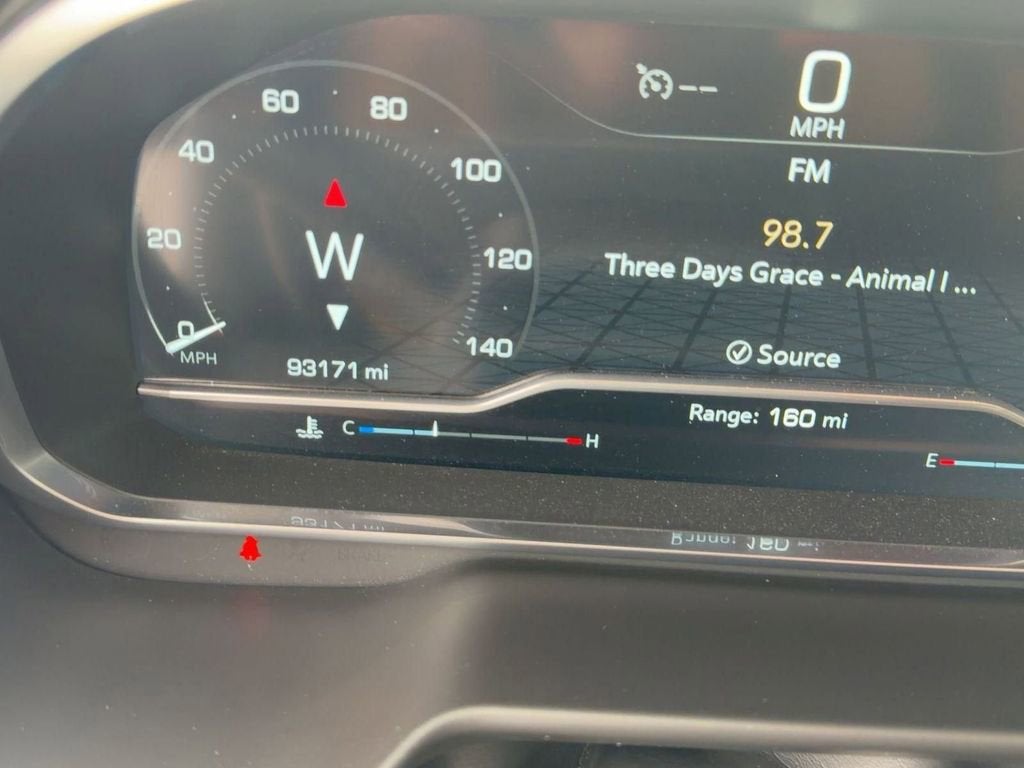 60
80
40
100
20
W
120
0
MPH
140
93171 mi
-- 0
MPH
FM
98.7
Three Days Grace - Animal I ...
Source
C
H
Range: 160 mi
E